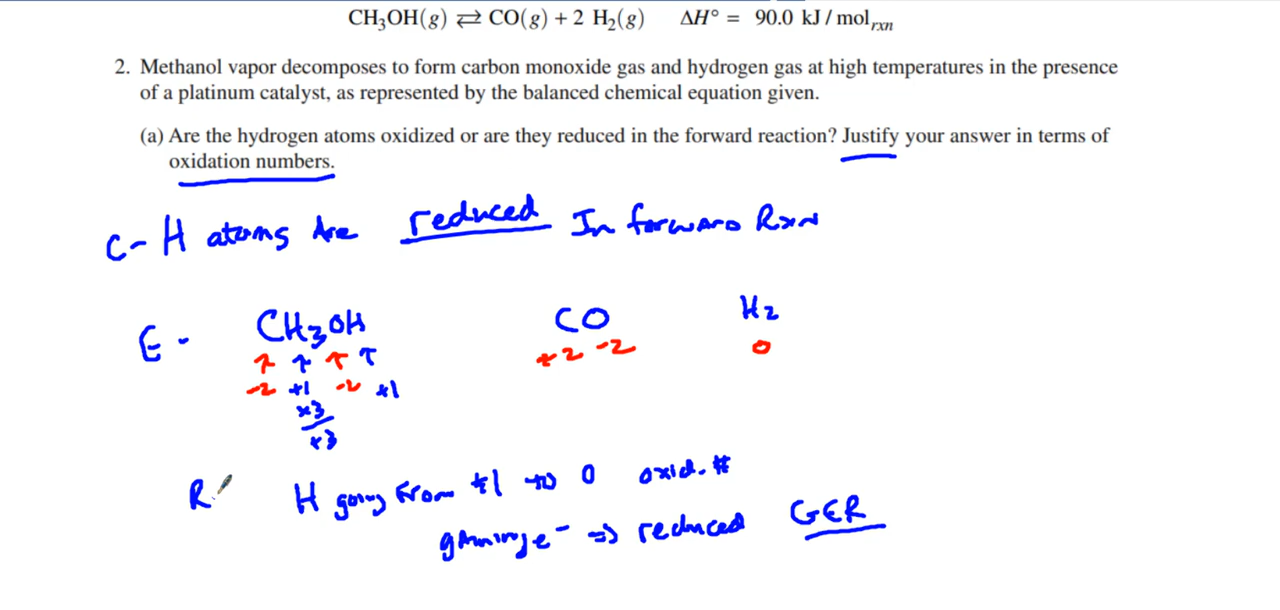 CH₃OH(g) ⇄ CO(g) + 2 H₂(g) ΔH° = 90.0 kJ / mol rxn
2. Methanol vapor decomposes to form carbon monoxide gas and hydrogen gas at high temperatures in the presence
of a platinum catalyst, as represented by the balanced chemical equation given.
(a) Are the hydrogen atoms oxidized or are they reduced in the forward reaction? Justify your answer in terms of
oxidation numbers.
C- H atoms Are reduced In forward Rxn
E- CH₃OH CO H₂
↑ ↑ ↑ ↑ +2 -2 0
-2 +1 -2 +1
x3
+3
R: H going from +1 to 0 oxid. #
gaining e⁻ ⇒ reduced GER